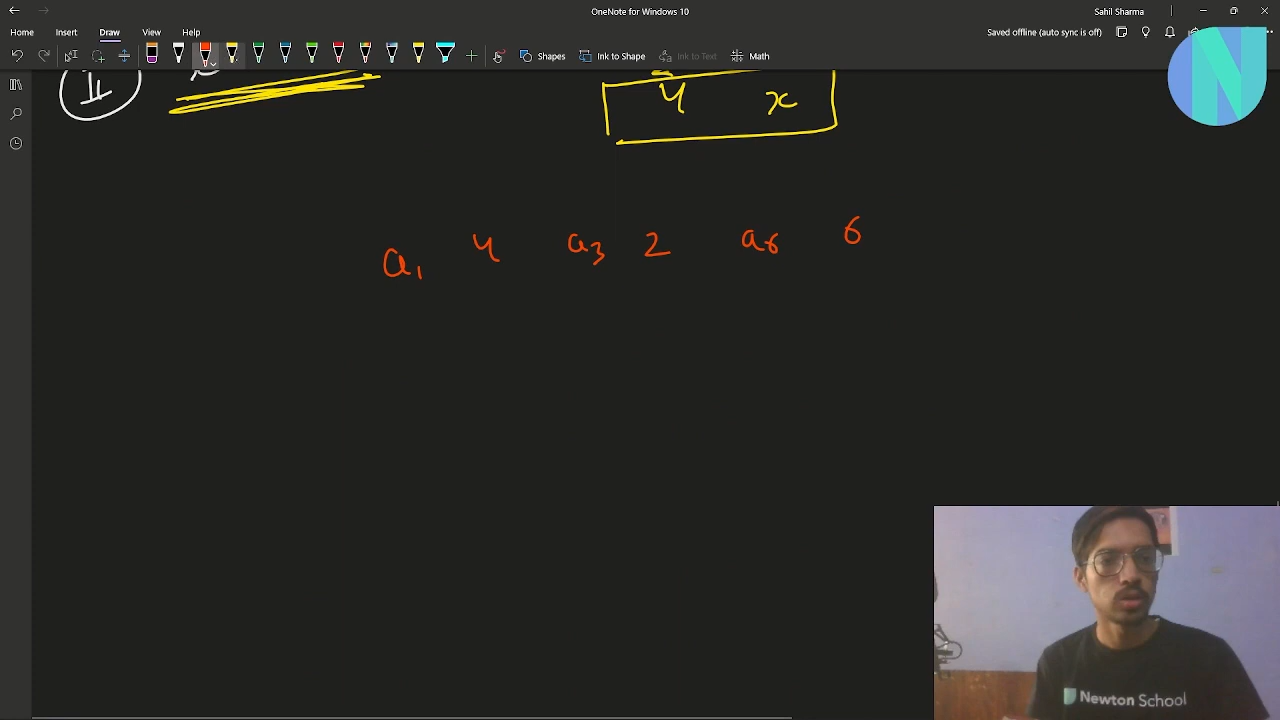 OneNote for Windows 10
Sahil Sharma
Home Insert Draw View Help
Saved offline (auto sync is off)
Shapes Ink to Shape Ink to Text Math
II
4 x
a1 4 a3 2 a6 6
N
Newton School